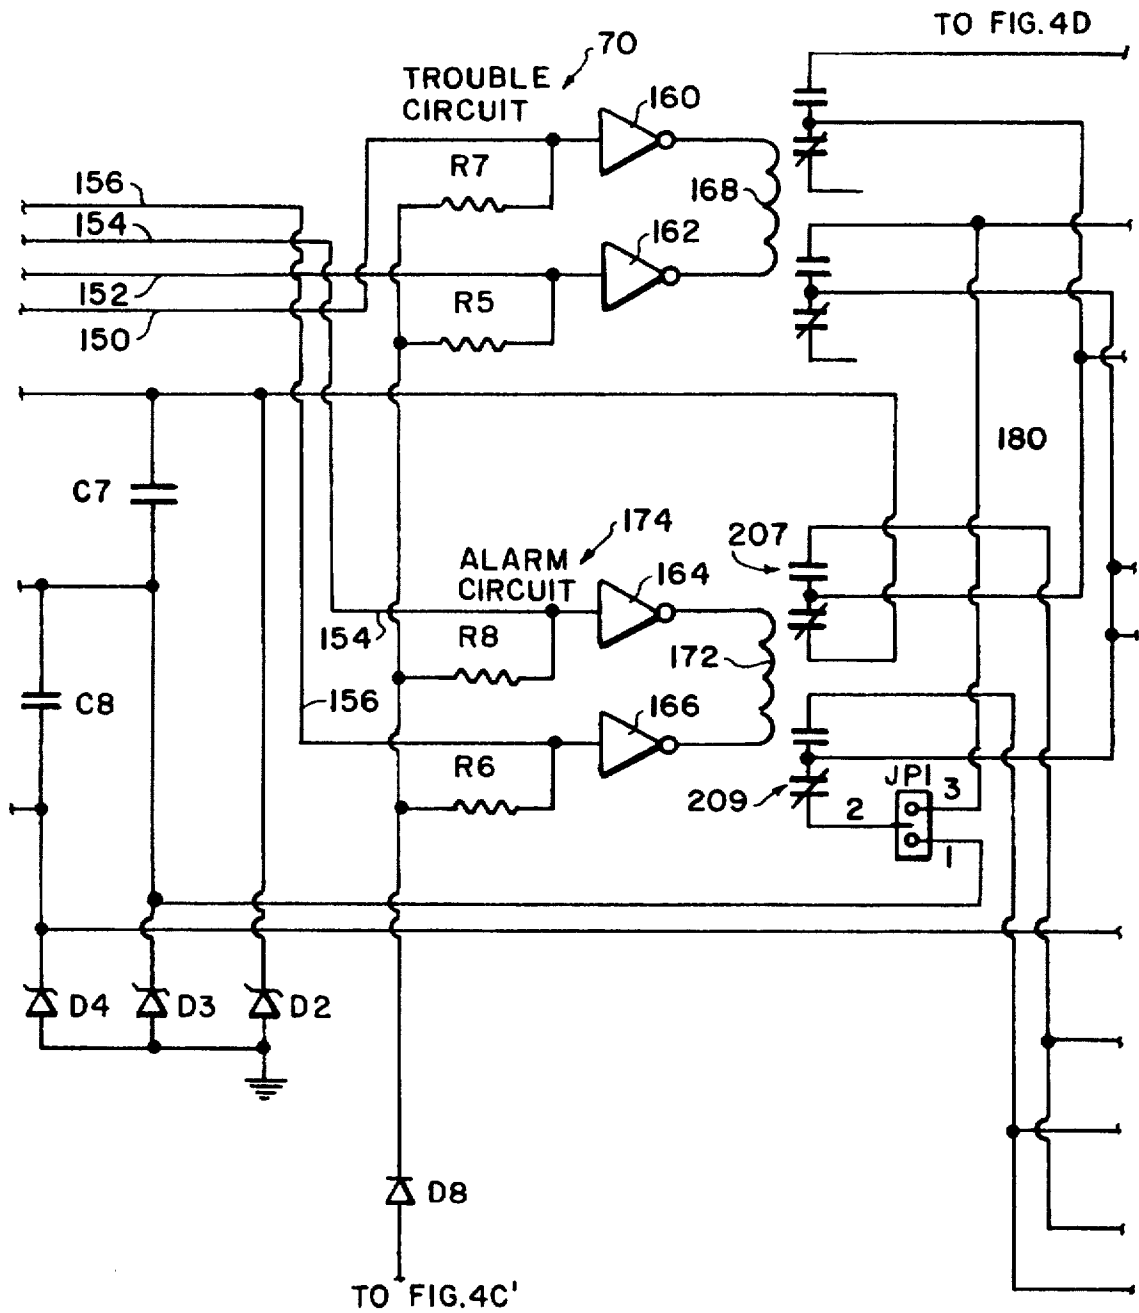 TO FIG.4D
70
TROUBLE
CIRCUIT
160
R7
156
168
154
162
152
R5
150
180
C7
174
207
ALARM
CIRCUIT
164
154
R8
172
156
C8
166
R6
JP1
3
209
2
1
D4
D3
D2
D8
TO FIG.4C'